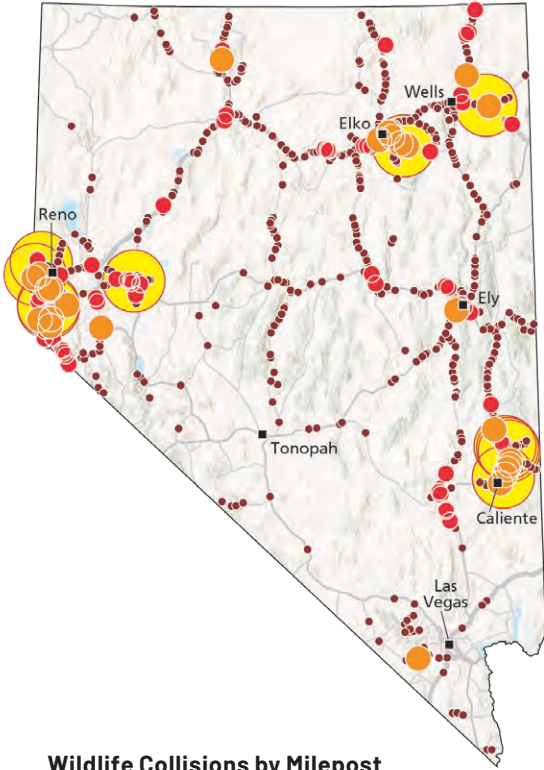 Wells
Elko
Reno
Ely
Tonopah
Caliente
Las
Vegas
Wildlife Collisions by Milepost